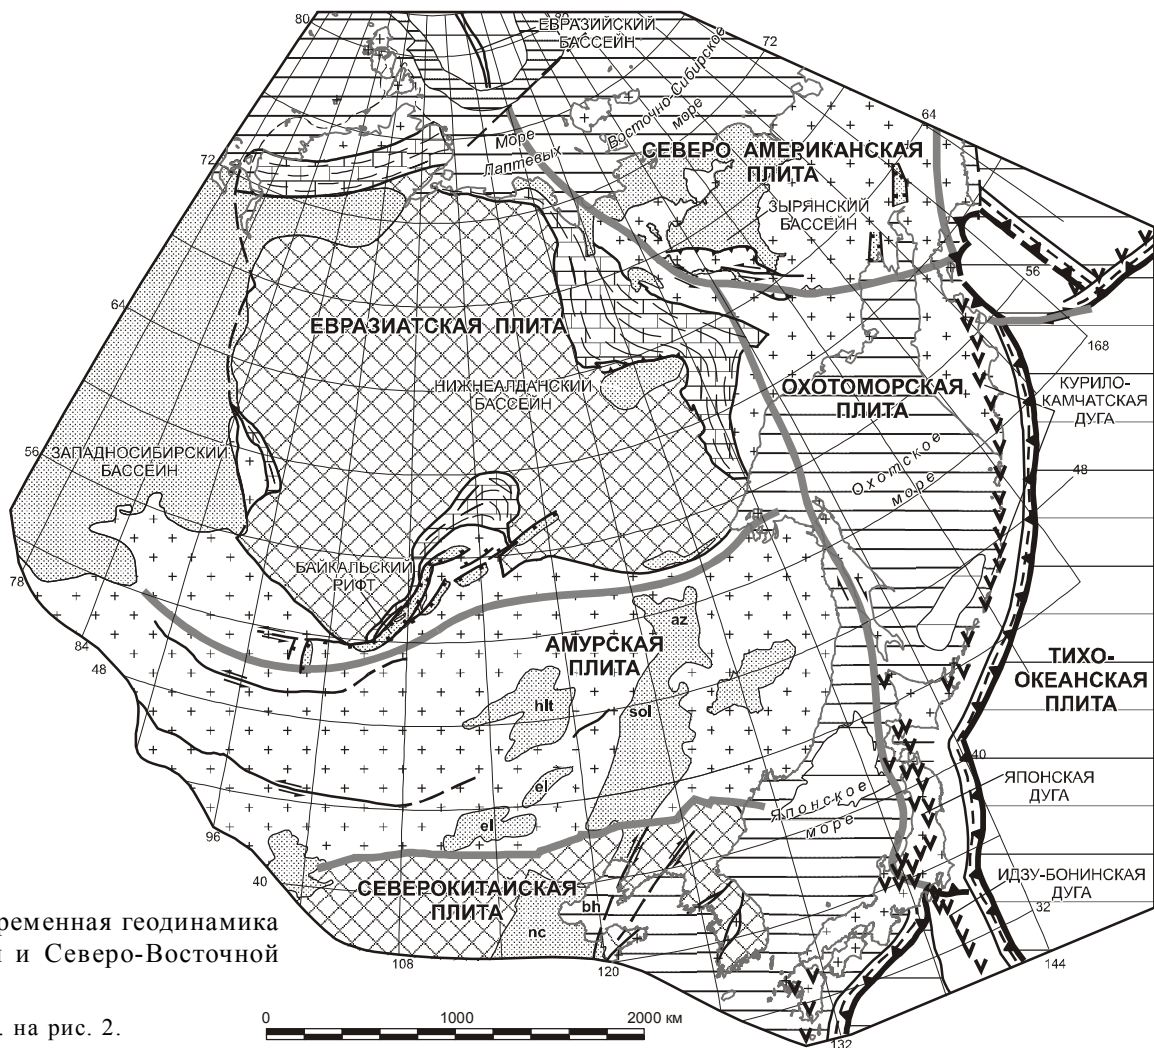 80
80
ЕВРАЗИЙСКИЙ
БАССЕЙН
72
Восточно-Сибирское
море
64
Море
Лаптевых
СЕВЕРО АМЕРИКАНСКАЯ
ПЛИТА
72
ЗЫРЯНСКИЙ
БАССЕЙН
56
64
ЕВРАЗИАТСКАЯ ПЛИТА
168
НИЖНЕАЛДАНСКИЙ
БАССЕЙН
ОХОТОМОРСКАЯ
ПЛИТА
КУРИЛО-
КАМЧАТСКАЯ
ДУГА
56
ЗАПАДНОСИБИРСКИЙ
БАССЕЙН
Охотское
море
48
БАЙКАЛЬСКИЙ
РИФТ
78
84
48
az
АМУРСКАЯ
ПЛИТА
ТИХО-
ОКЕАНСКАЯ
ПЛИТА
hlt
sol
40
el
Японское
море
ЯПОНСКАЯ
ДУГА
el
96
40
СЕВЕРОКИТАЙСКАЯ
ПЛИТА
ИДЗУ-БОНИНСКАЯ
ДУГА
bh
32
nc
108
120
144
132
ременная геодинамика
и Северо-Восточной
. на рис. 2.
0 1000 2000 км